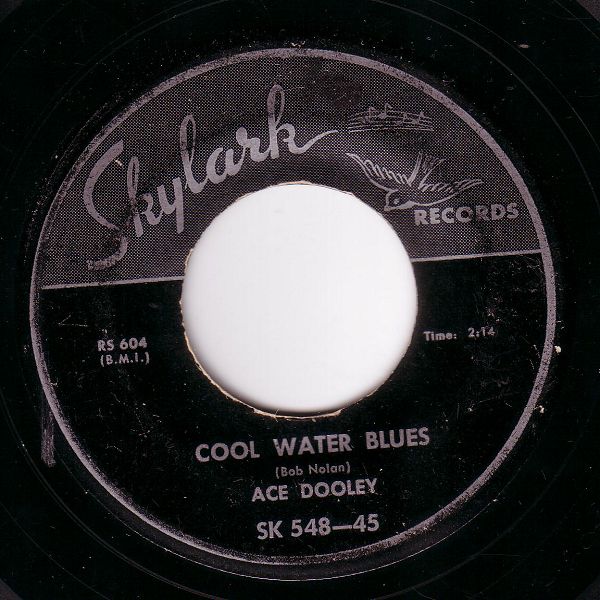 Skylark
RECORDS
RS 604
(B.M.I.)
Time: 2:14
COOL WATER BLUES
(Bob Nolan)
ACE DOOLEY
SK 548—45